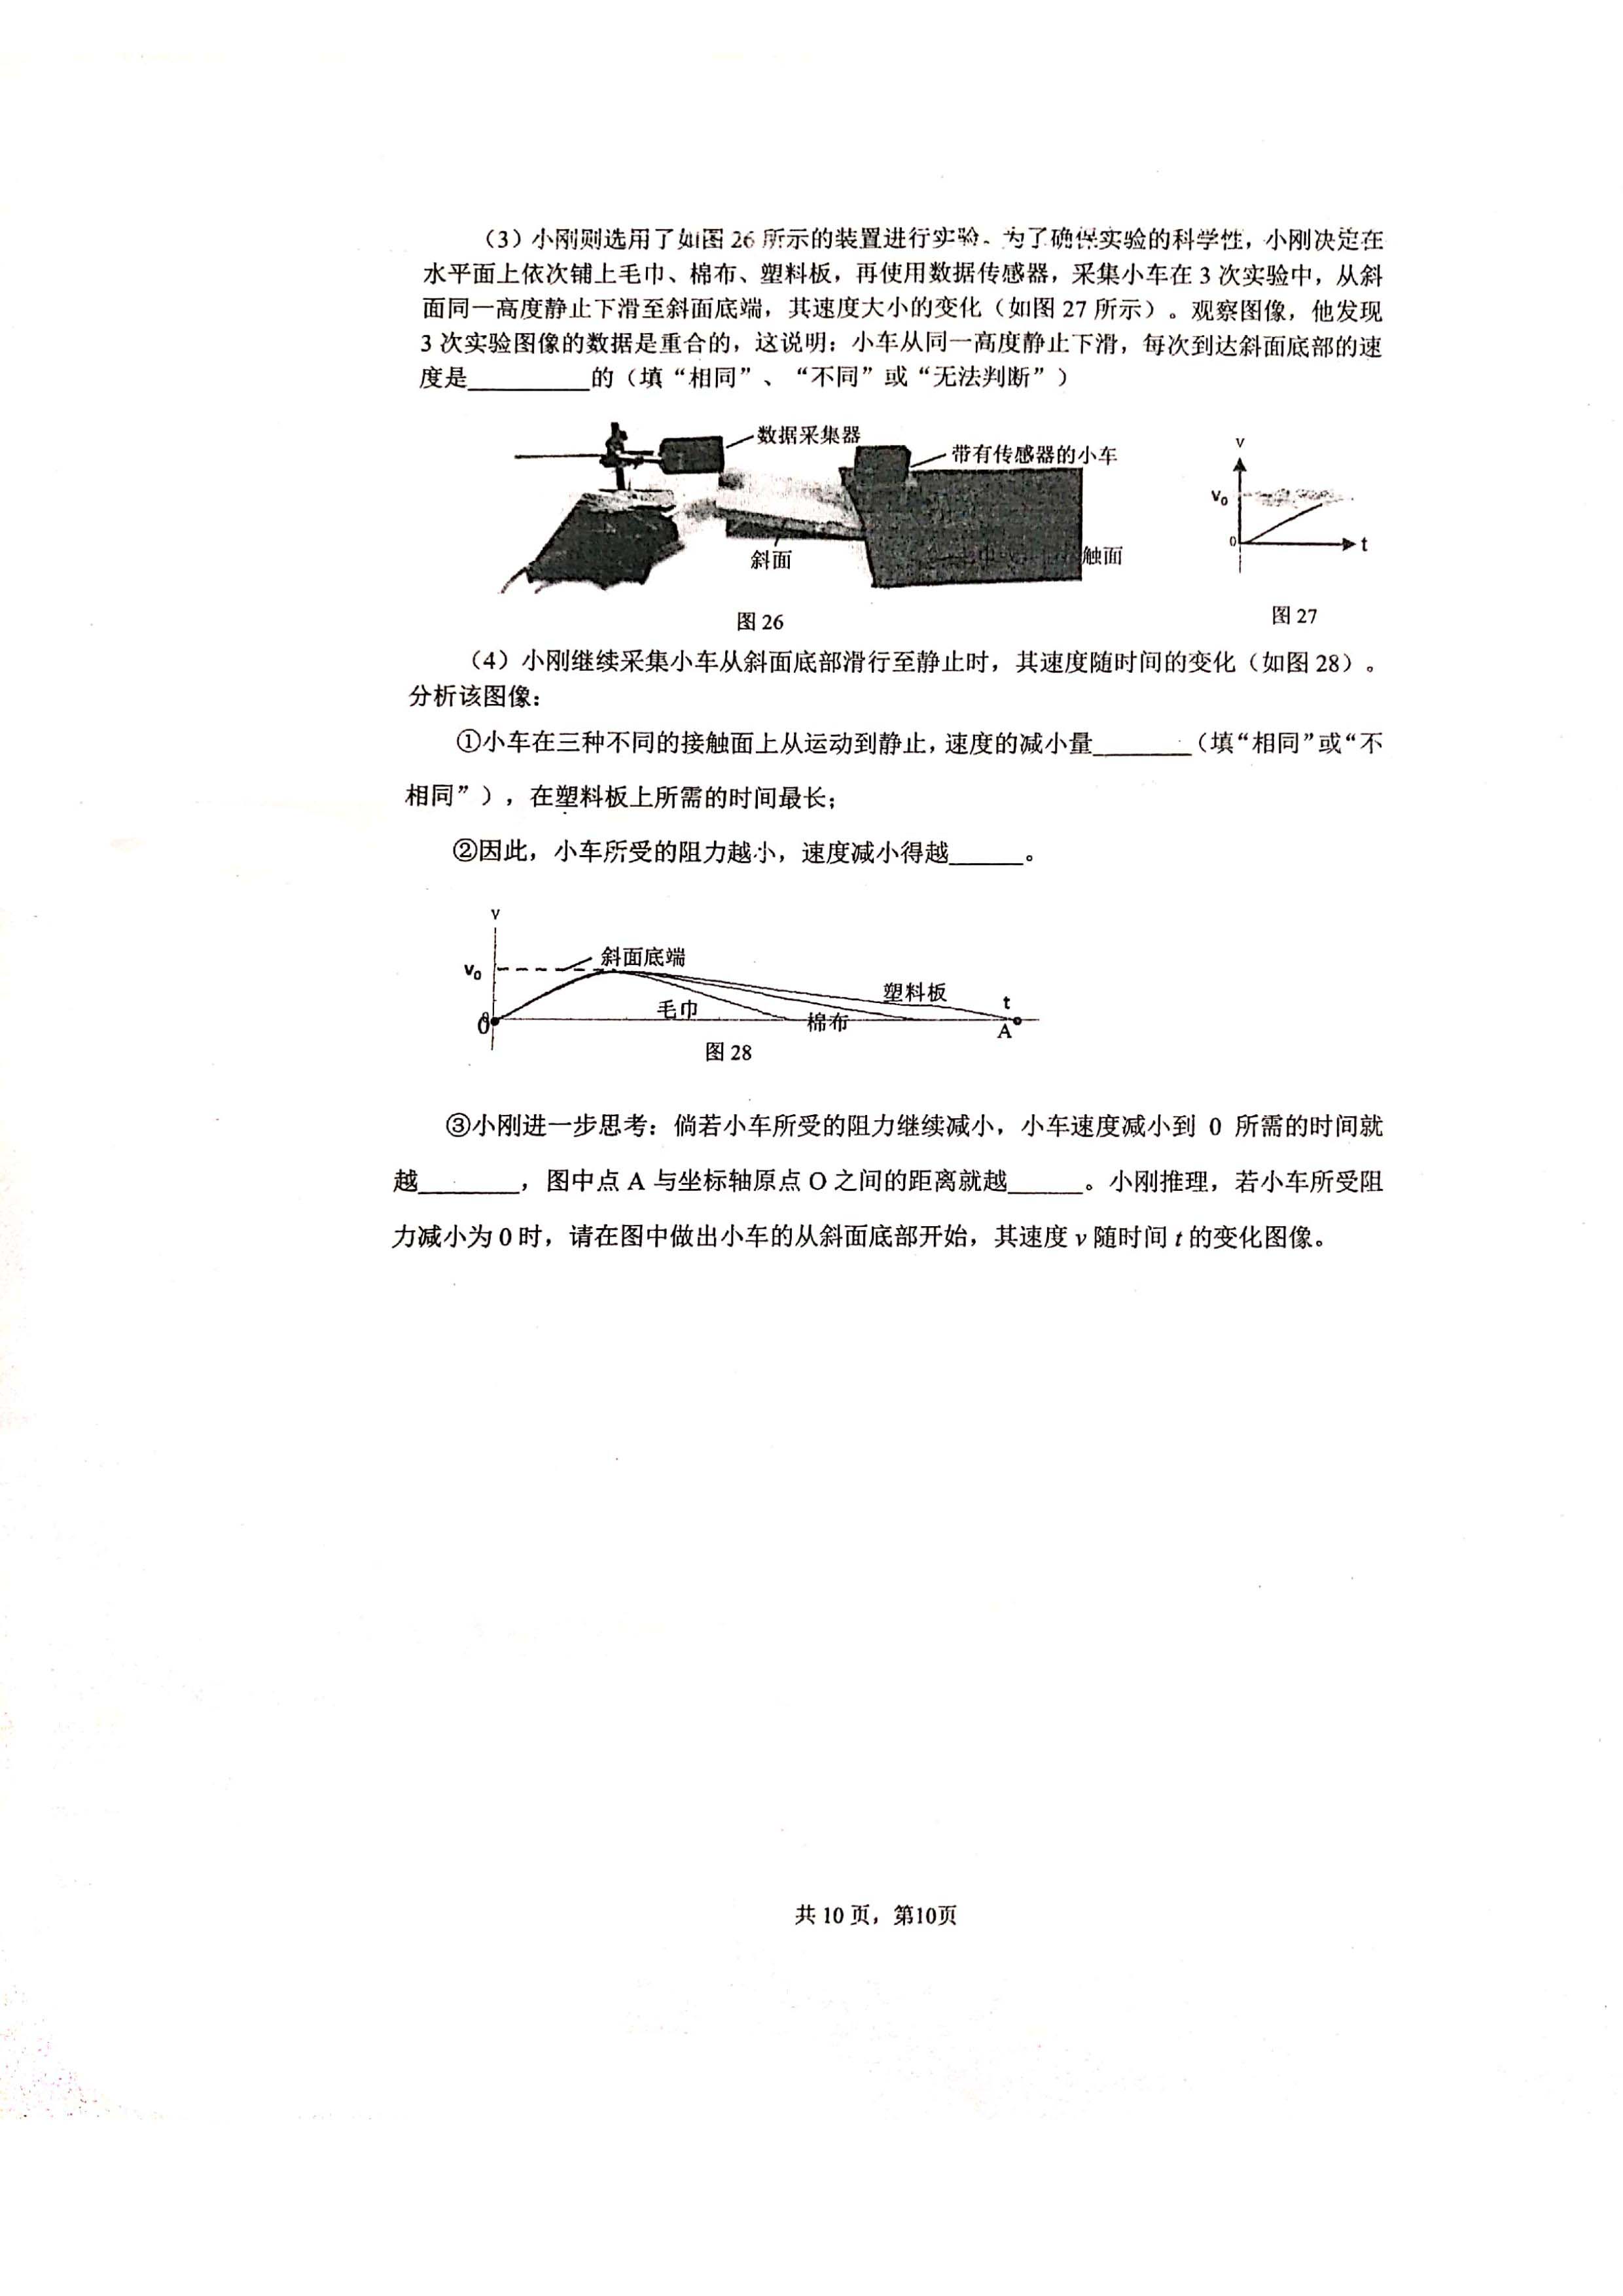 （3）小刚则选用了如图 26 所示的装置进行实验。为了确保实验的科学性，小刚决定在
水平面上依次铺上毛巾、棉布、塑料板，再使用数据传感器，采集小车在 3 次实验中，从斜
面同一高度静止下滑至斜面底端，其速度大小的变化（如图 27 所示）。观察图像，他发现
3 次实验图像的数据是重合的，这说明：小车从同一高度静止下滑，每次到达斜面底部的速
度是__________的（填“相同”、“不同”或“无法判断”）
数据采集器
带有传感器的小车
斜面
触面
图 26
v
v₀
0
t
图 27
（4）小刚继续采集小车从斜面底部滑行至静止时，其速度随时间的变化（如图 28）。
分析该图像：
①小车在三种不同的接触面上从运动到静止，速度的减小量________（填“相同”或“不
相同”），在塑料板上所需的时间最长；
②因此，小车所受的阻力越小，速度减小得越______。
v
v₀
斜面底端
塑料板
毛巾
棉布
t
O
A
图 28
③小刚进一步思考：倘若小车所受的阻力继续减小，小车速度减小到 0 所需的时间就
越________，图中点 A 与坐标轴原点 O 之间的距离就越______。小刚推理，若小车所受阻
力减小为 0 时，请在图中做出小车的从斜面底部开始，其速度 v 随时间 t 的变化图像。
共 10 页，第10页